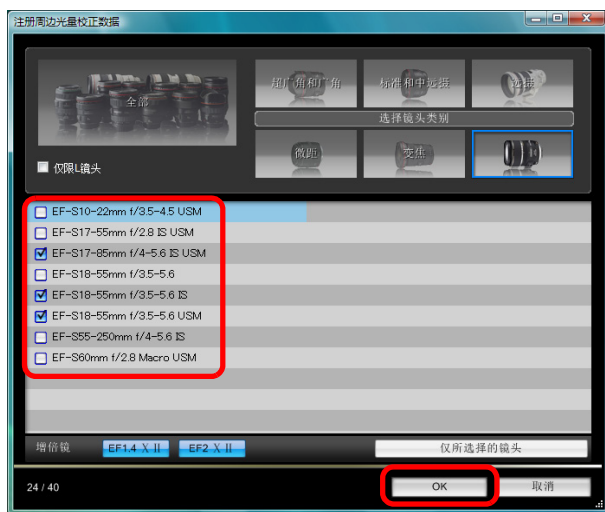 注册周边光量校正数据
全部
超广角和广角
标准和中远摄
远摄
选择镜头类别
仅限L镜头
微距
变焦
EF-S10-22mm f/3.5-4.5 USM
EF-S17-55mm f/2.8 IS USM
EF-S17-85mm f/4-5.6 IS USM
EF-S18-55mm f/3.5-5.6
EF-S18-55mm f/3.5-5.6 IS
EF-S18-55mm f/3.5-5.6 USM
EF-S55-250mm f/4-5.6 IS
EF-S60mm f/2.8 Macro USM
增倍镜 EF1.4 X II EF2 X II 仅所选择的镜头
24 / 40 OK 取消